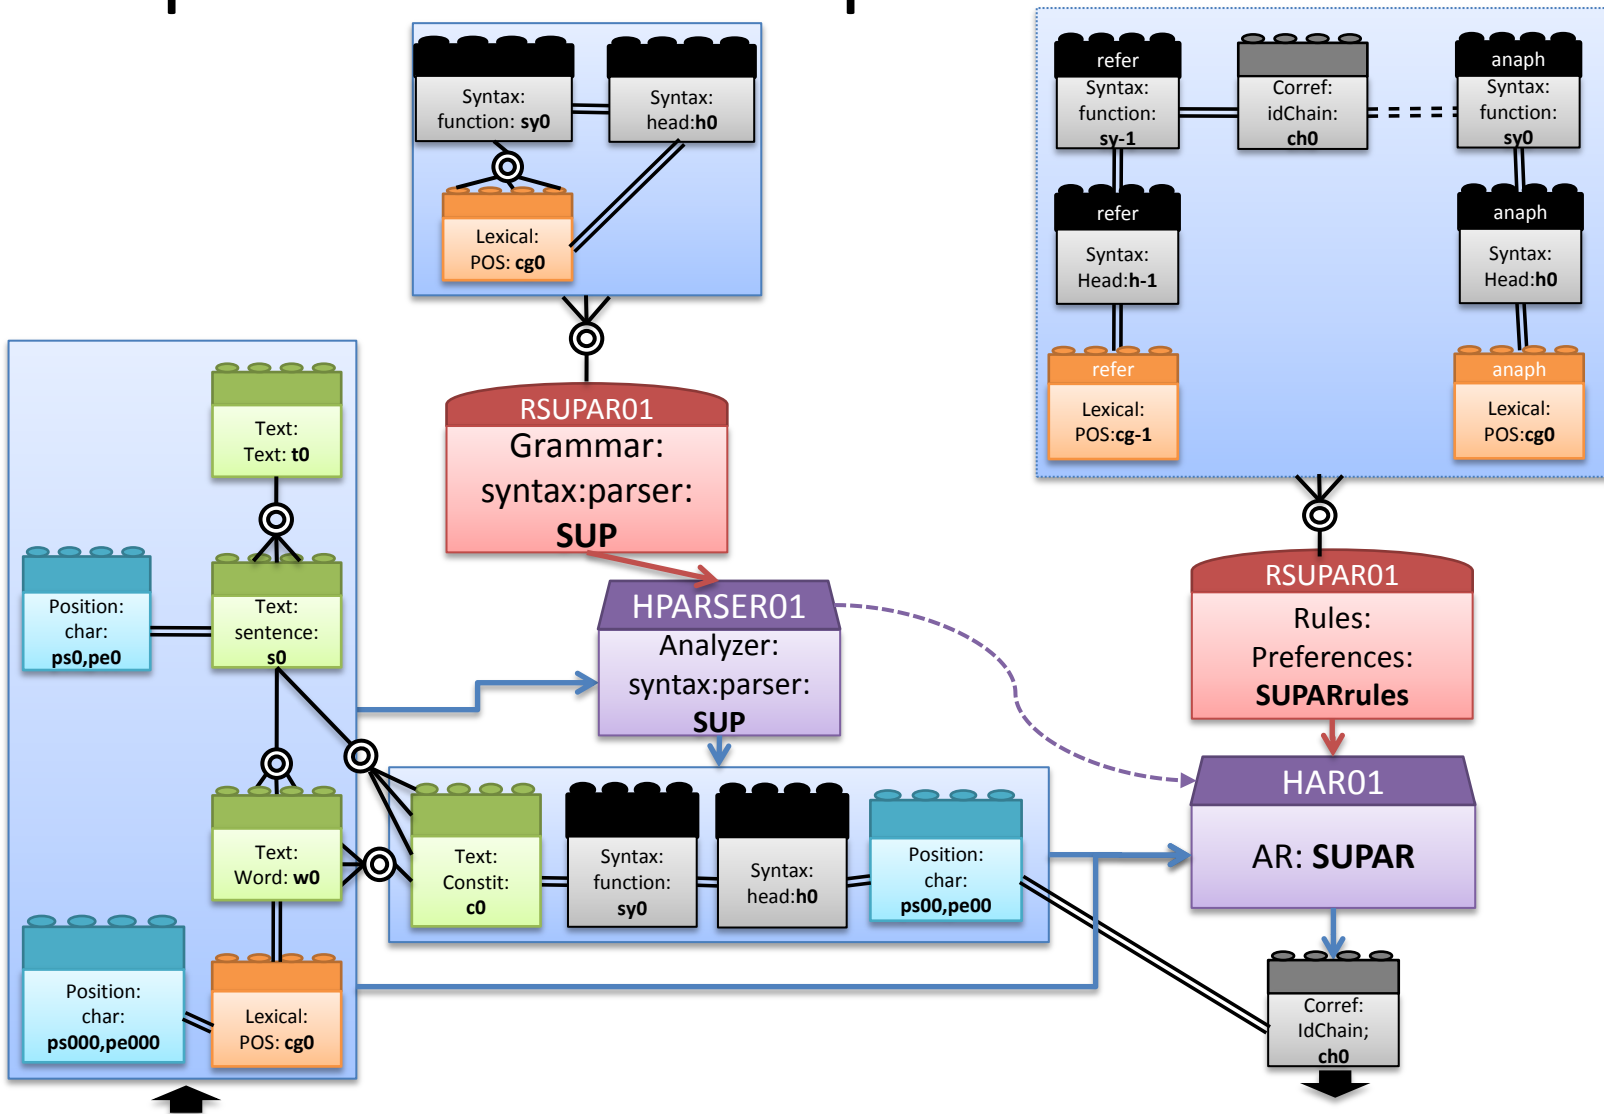 Syntax:
function: sy0
Syntax:
head:h0
Lexical:
POS: cg0
refer
Syntax:
function:
sy-1
Corref:
idChain:
ch0
anaph
Syntax:
function:
sy0
refer
Syntax:
Head:h-1
anaph
Syntax:
Head:h0
refer
Lexical:
POS:cg-1
anaph
Lexical:
POS:cg0
RSUPAR01
Grammar:
syntax:parser:
SUP
RSUPAR01
Rules:
Preferences:
SUPARrules
Text:
Text: t0
Position:
char:
ps0,pe0
Text:
sentence:
s0
HPARSER01
Analyzer:
syntax:parser:
SUP
HAR01
AR: SUPAR
Text:
Word: w0
Text:
Constit:
c0
Syntax:
function:
sy0
Syntax:
head:h0
Position:
char:
ps00,pe00
Position:
char:
ps000,pe000
Lexical:
POS: cg0
Corref:
IdChain;
ch0